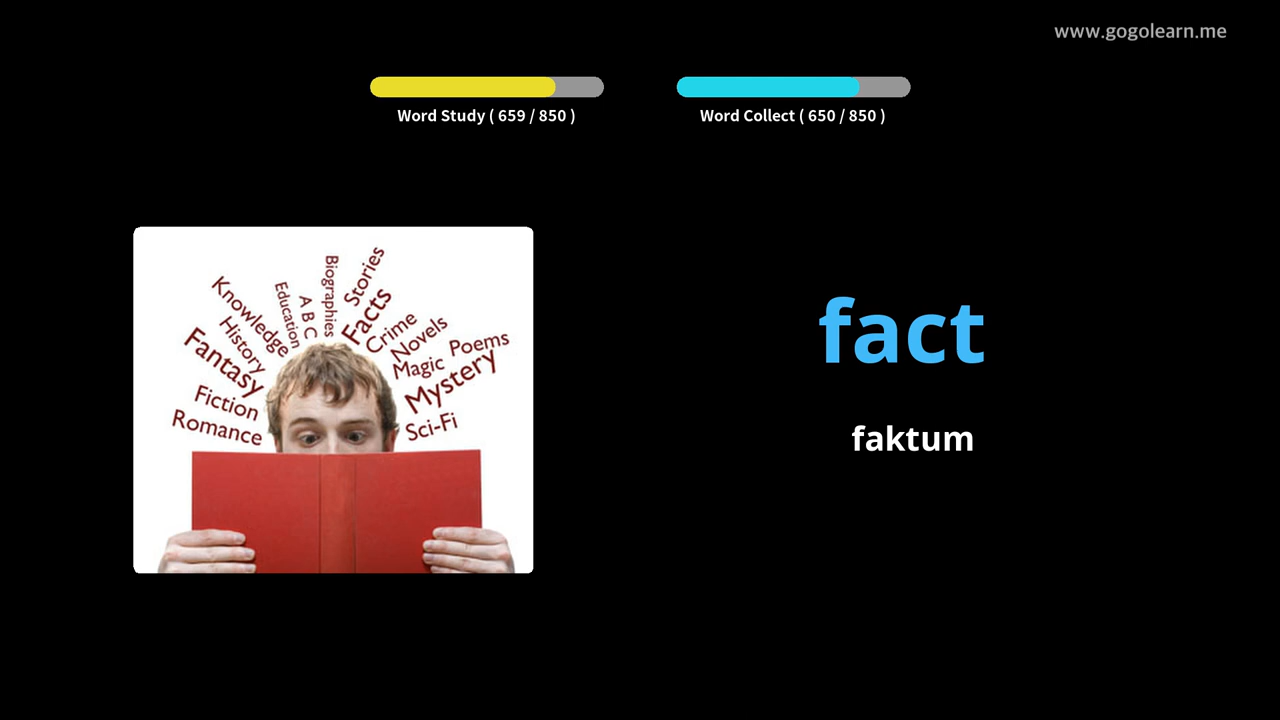 www.gogolearn.me
Word Study ( 659 / 850 )
Word Collect ( 650 / 850 )
Biographies
Stories
Education
A B C
Facts
Knowledge
History
Crime
Novels
Fantasy
Magic
Poems
Mystery
Fiction
Romance
Sci-Fi
fact
faktum